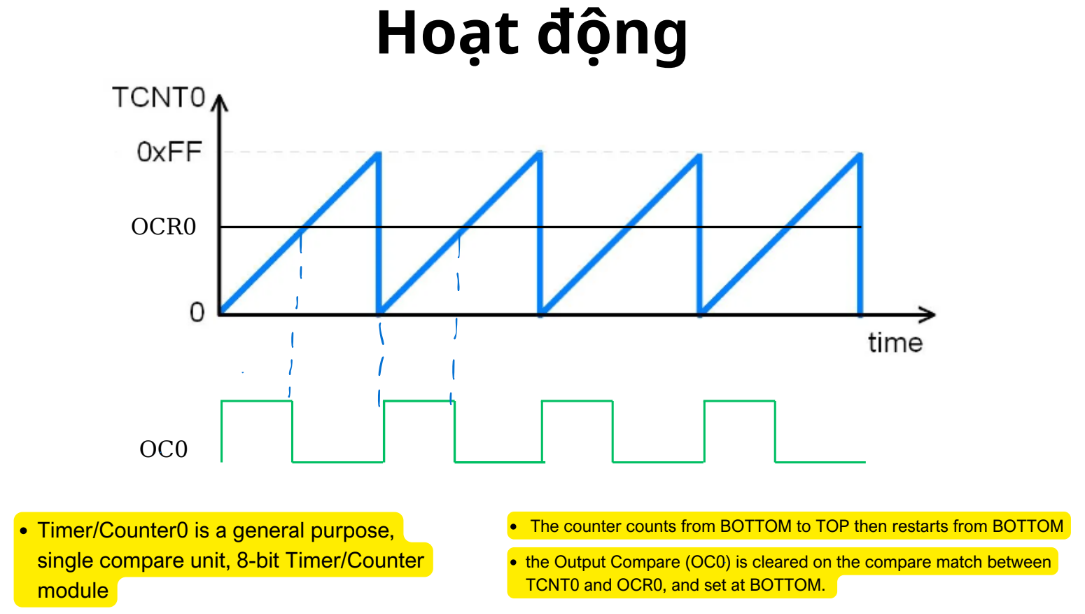 Hoạt động
TCNT0
0xFF
OCR0
0
time
OC0
• Timer/Counter0 is a general purpose,
single compare unit, 8-bit Timer/Counter
module
• The counter counts from BOTTOM to TOP then restarts from BOTTOM
• the Output Compare (OC0) is cleared on the compare match between
TCNT0 and OCR0, and set at BOTTOM.